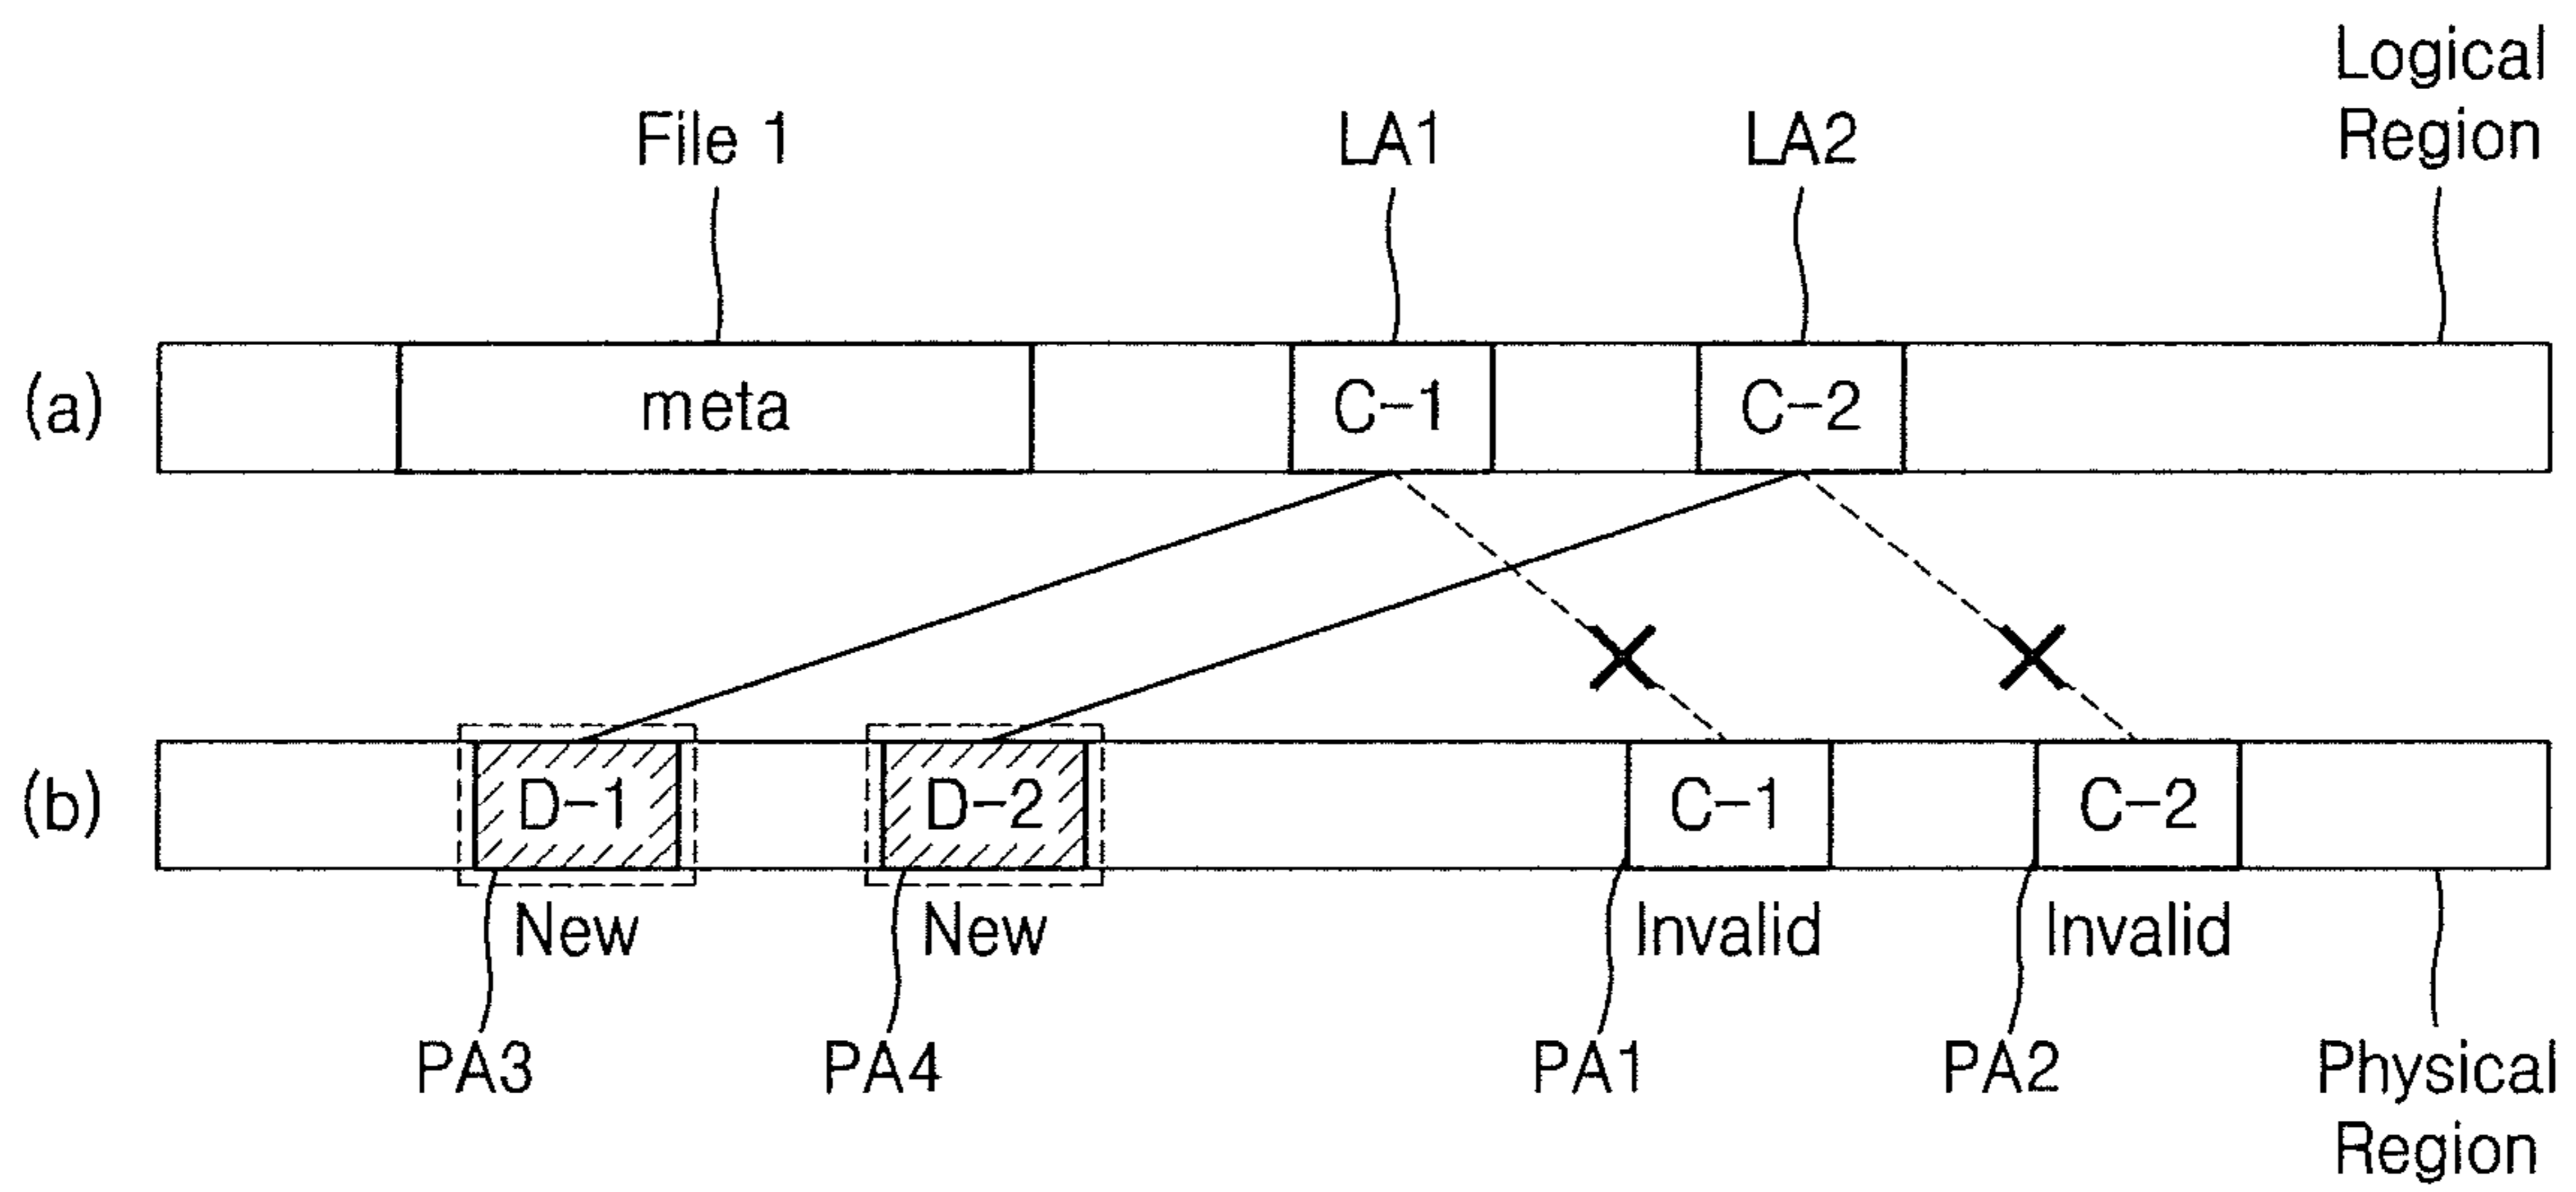 Logical
Region
File 1
LA1
LA2
(a)
meta
C-1
C-2
(b)
D-1
D-2
C-1
C-2
New
New
Invalid
Invalid
PA3
PA4
PA1
PA2
Physical
Region